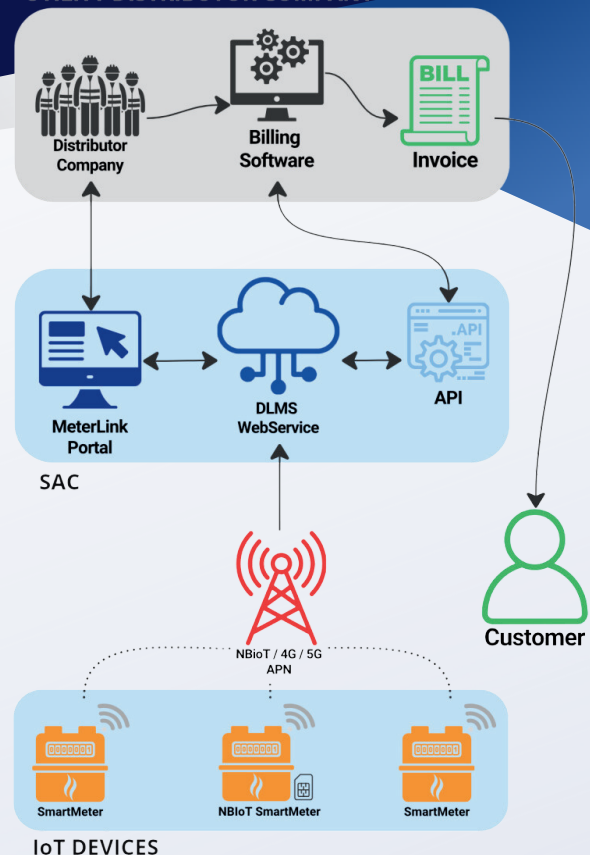 Distributor
Company
Billing
Software
BILL
Invoice
MeterLink
Portal
DLMS
WebService
.API
API
SAC
NBioT / 4G / 5G
APN
Customer
SmartMeter
NBIoT SmartMeter
SmartMeter
IoT DEVICES